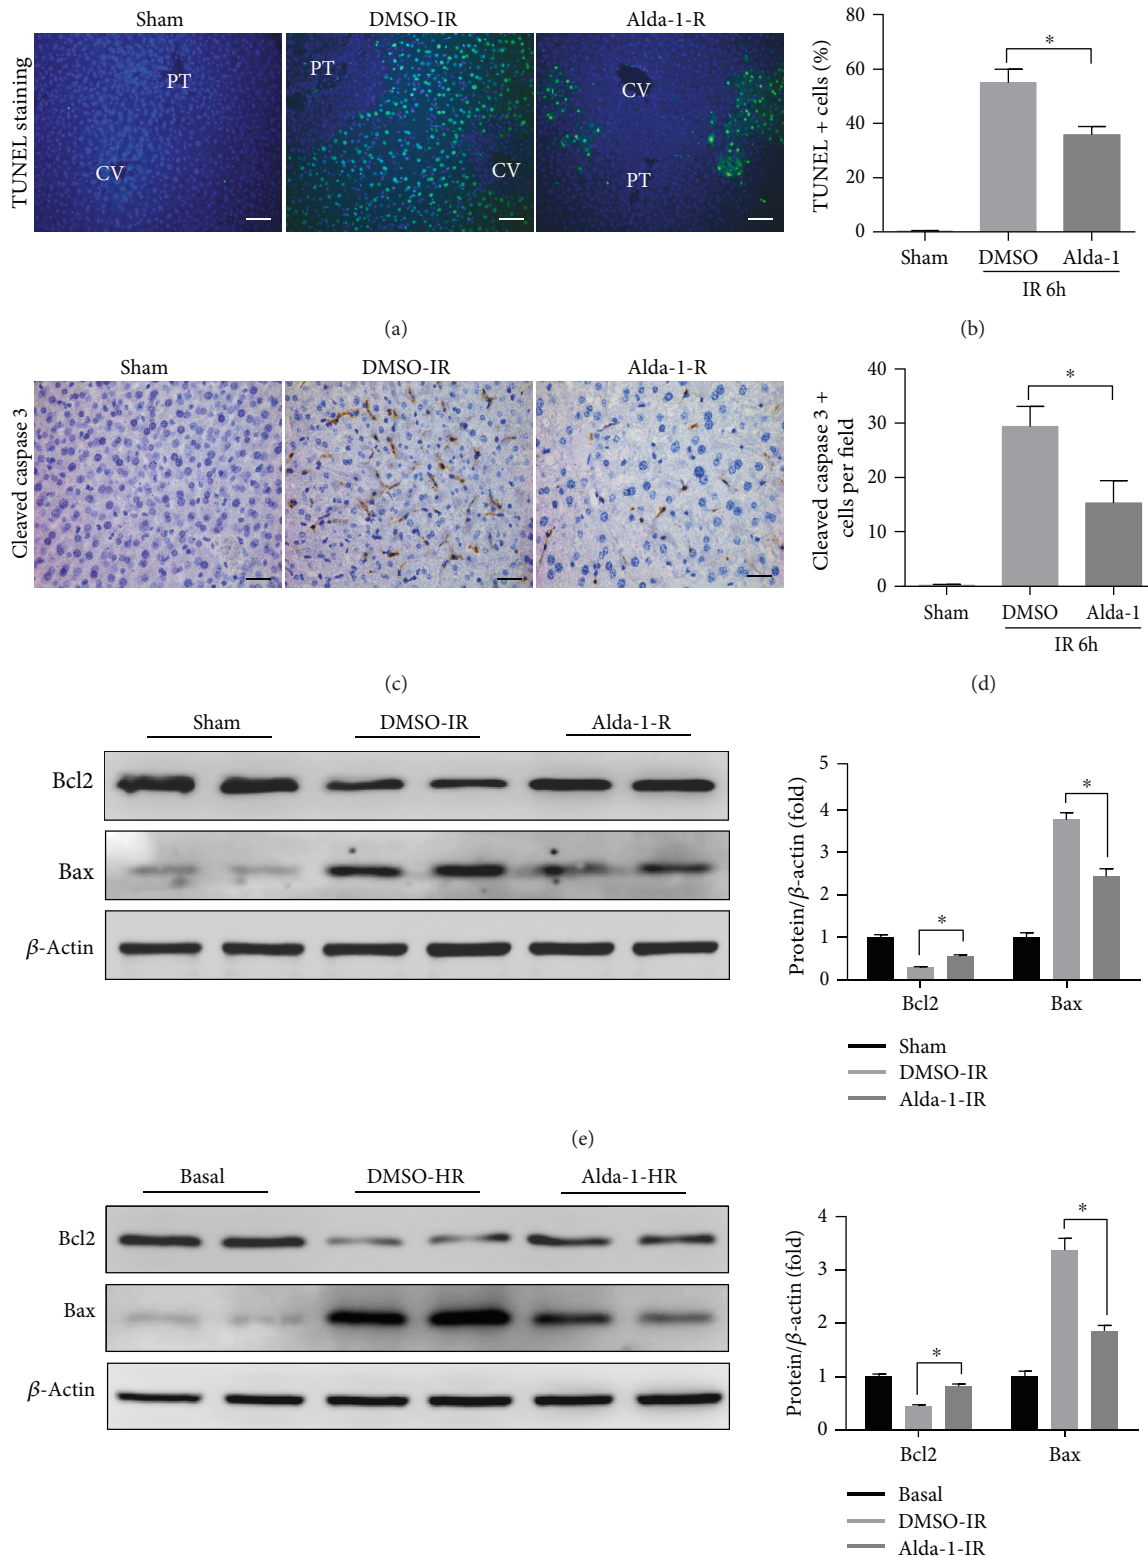 Sham DMSO-IR Alda-1-R
TUNEL staining
PT
CV
PT
CV
CV
PT
TUNEL + cells (%)
80
60
40
20
0
*
Sham DMSO Alda-1
IR 6h
(a)
(b)
Sham DMSO-IR Alda-1-R
Cleaved caspase 3
Cleaved caspase 3 +
cells per field
40
30
20
10
0
*
Sham DMSO Alda-1
IR 6h
(c)
(d)
Sham DMSO-IR Alda-1-R
Bcl2
Bax
β-Actin
Protein/β-actin (fold)
5
4
3
2
1
0
*
*
Bcl2 Bax
Sham
DMSO-IR
Alda-1-IR
(e)
Basal DMSO-HR Alda-1-HR
Bcl2
Bax
β-Actin
Protein/β-actin (fold)
4
3
2
1
0
*
*
Bcl2 Bax
Basal
DMSO-IR
Alda-1-IR